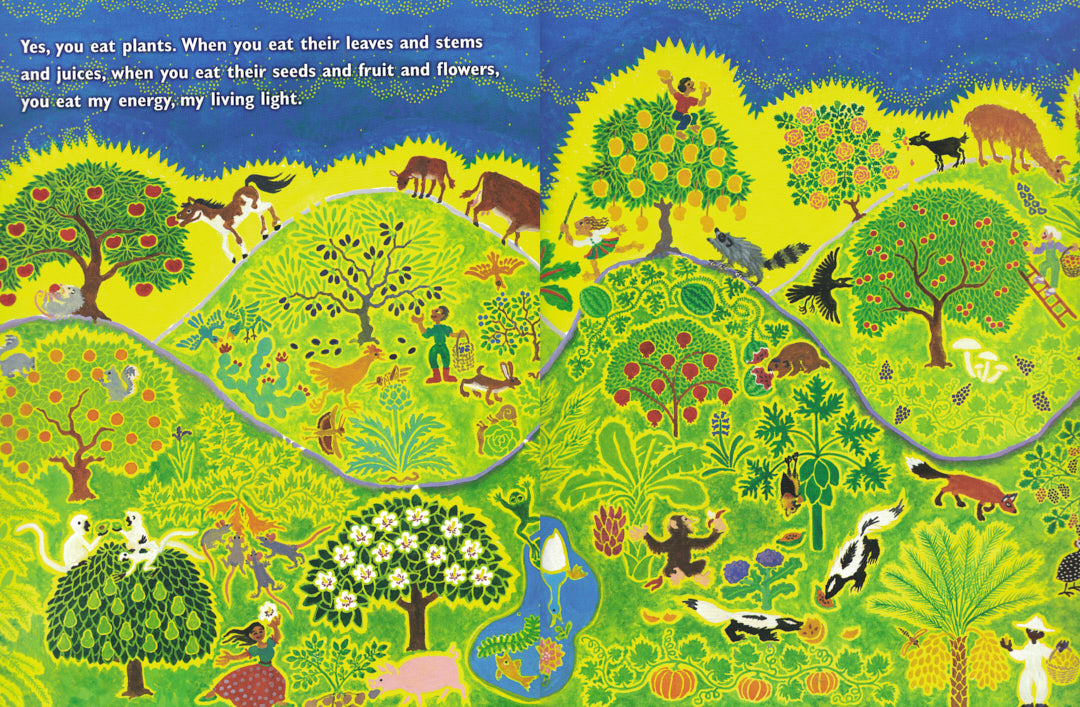 Yes, you eat plants. When you eat their leaves and stems
and juices, when you eat their seeds and fruit and flowers,
you eat my energy, my living light.